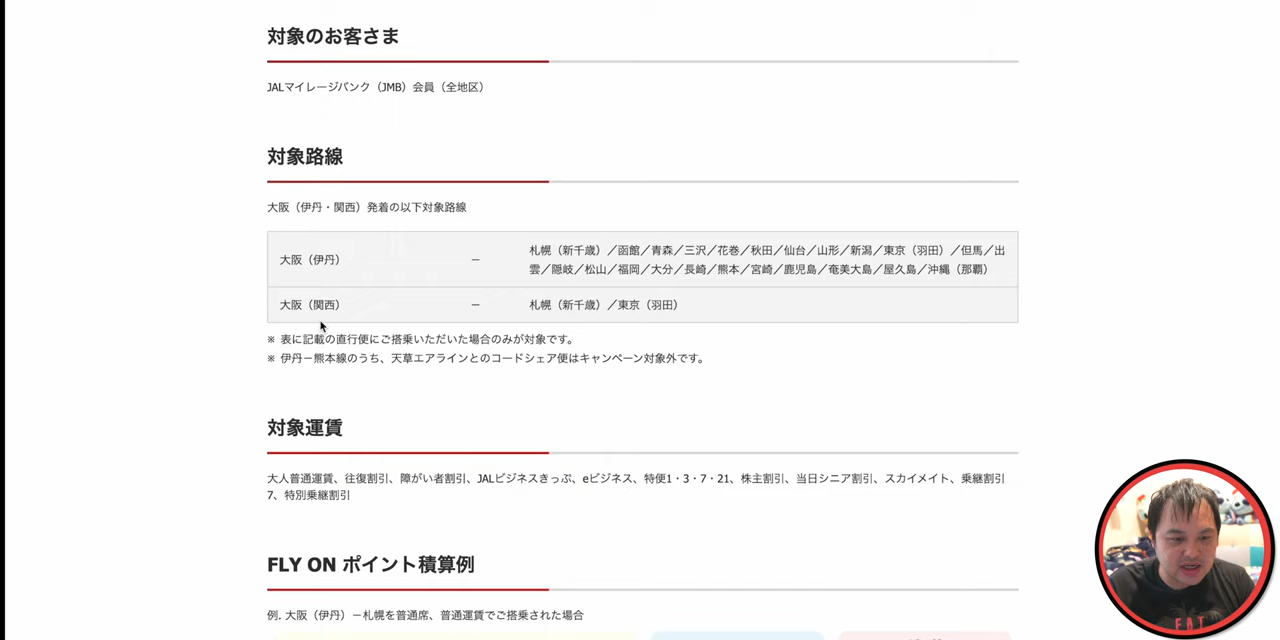 対象のお客さま
JALマイレージバンク（JMB）会員（全地区）
対象路線
大阪（伊丹・関西）発着の以下対象路線
大阪（伊丹） － 札幌（新千歳）／函館／青森／三沢／花巻／秋田／仙台／山形／新潟／東京（羽田）／但馬／出
雲／隠岐／松山／福岡／大分／長崎／熊本／宮崎／鹿児島／奄美大島／屋久島／沖縄（那覇）
大阪（関西） － 札幌（新千歳）／東京（羽田）
※ 表に記載の直行便にご搭乗いただいた場合のみが対象です。
※ 伊丹－熊本線のうち、天草エアラインとのコードシェア便はキャンペーン対象外です。
対象運賃
大人普通運賃、往復割引、障がい者割引、JALビジネスきっぷ、eビジネス、特便1・3・7・21、株主割引、当日シニア割引、スカイメイト、乗継割引
7、特別乗継割引
FLY ON ポイント積算例
例. 大阪（伊丹）－札幌を普通席、普通運賃でご搭乗された場合